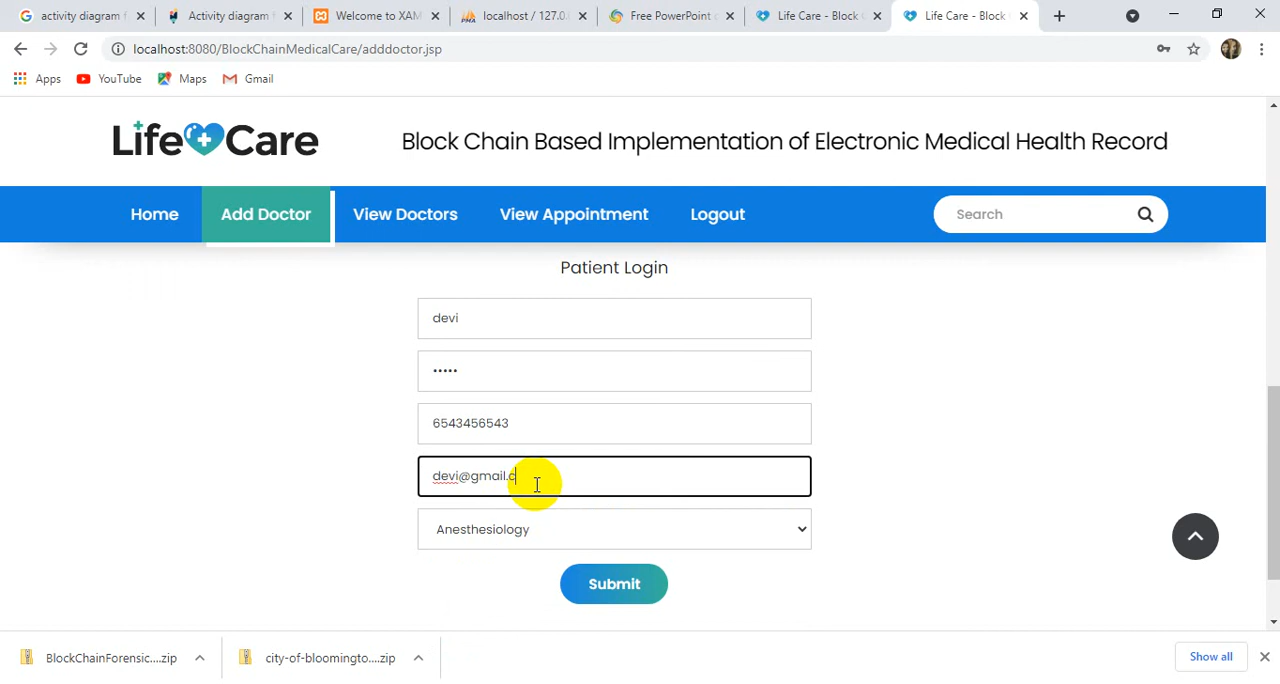 activity diagram f
Activity diagram
Welcome to XAM
localhost / 127.0.
Free PowerPoint c
Life Care - Block
Life Care - Block
localhost:8080/BlockChainMedicalCare/adddoctor.jsp
Apps
YouTube
Maps
Gmail
Life Care
Block Chain Based Implementation of Electronic Medical Health Record
Home
Add Doctor
View Doctors
View Appointment
Logout
Search
Patient Login
devi
•••••
6543456543
devi@gmail.c
Anesthesiology
Submit
BlockChainForensic....zip
city-of-bloomingto....zip
Show all